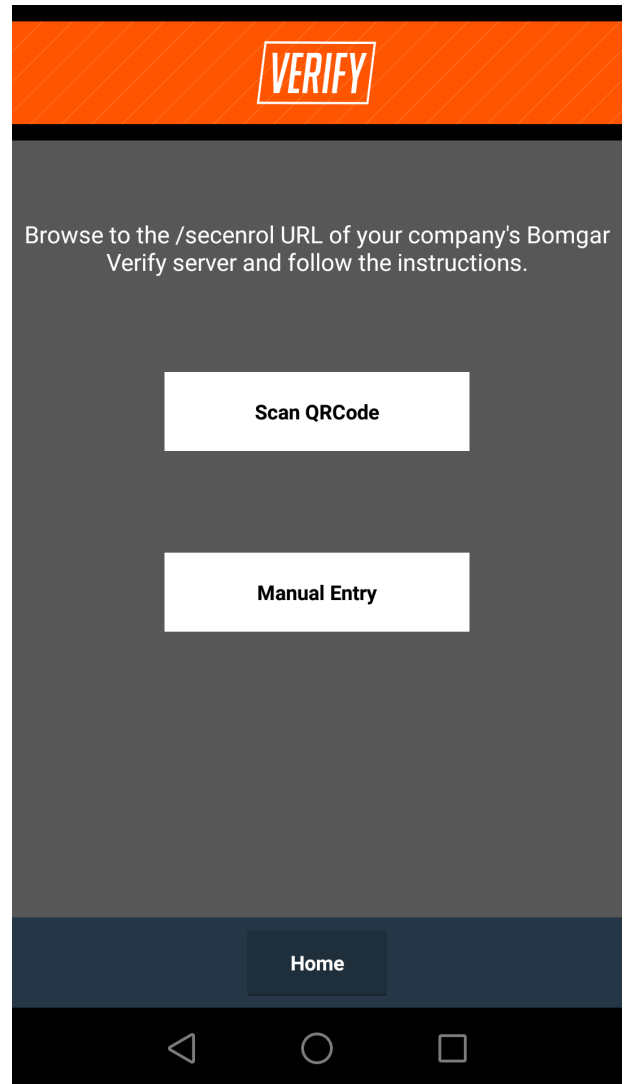 VERIFY
Browse to the /secenrol URL of your company's Bomgar
Verify server and follow the instructions.
Scan QRCode
Manual Entry
Home